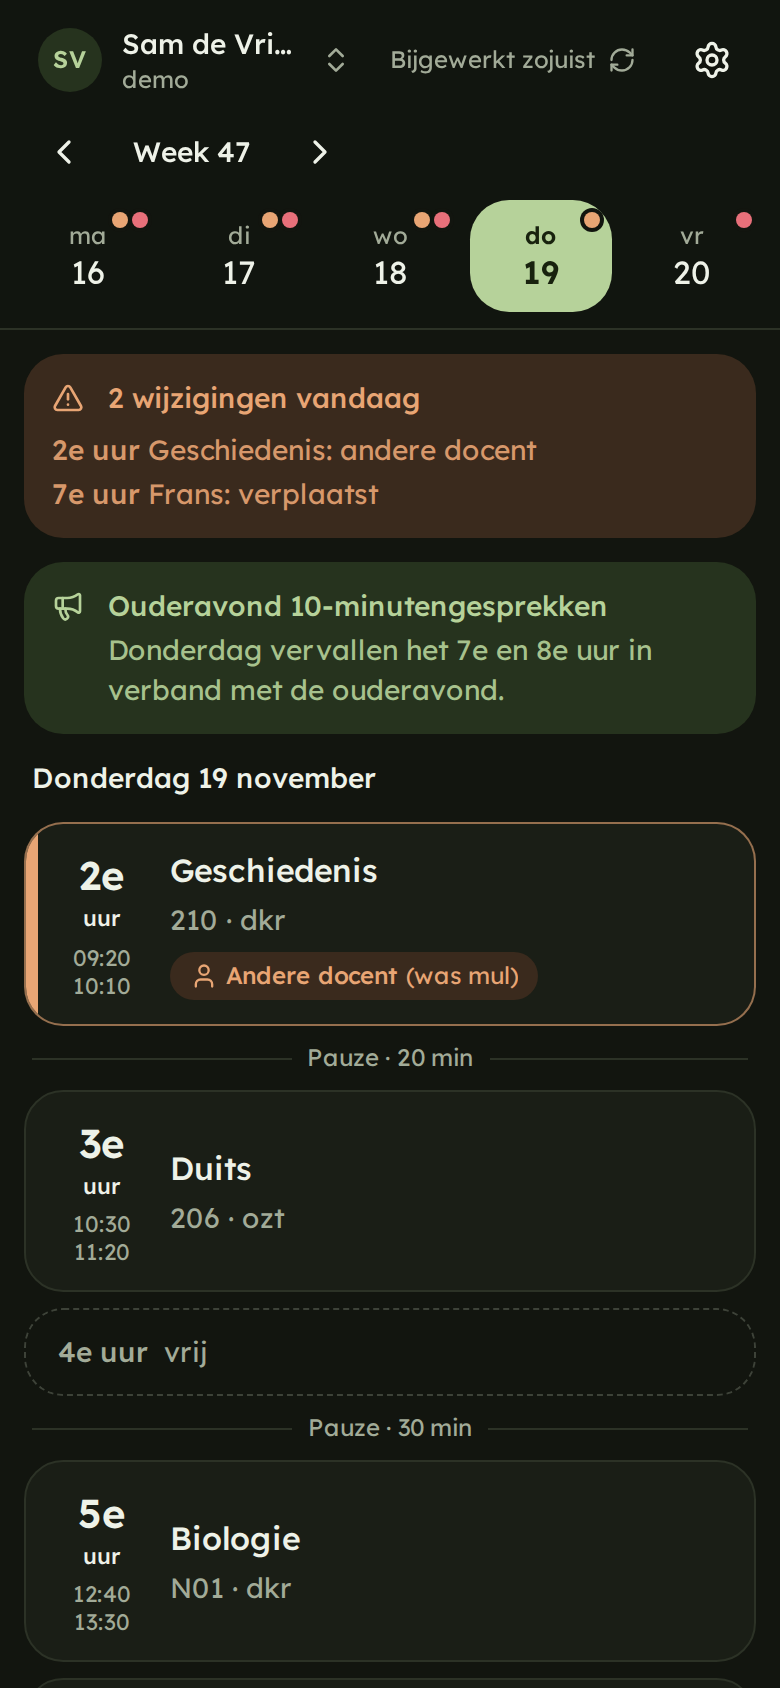 SV
Sam de Vri...
demo
Bijgewerkt zojuist
Week 47
ma
16
di
17
wo
18
do
19
vr
20
2 wijzigingen vandaag
2e uur Geschiedenis: andere docent
7e uur Frans: verplaatst
Ouderavond 10-minutengesprekken
Donderdag vervallen het 7e en 8e uur in
verband met de ouderavond.
Donderdag 19 november
2e
uur
09:20
10:10
Geschiedenis
210 · dkr
Andere docent (was mul)
Pauze · 20 min
3e
uur
10:30
11:20
Duits
206 · ozt
4e uur vrij
Pauze · 30 min
5e
uur
12:40
13:30
Biologie
N01 · dkr